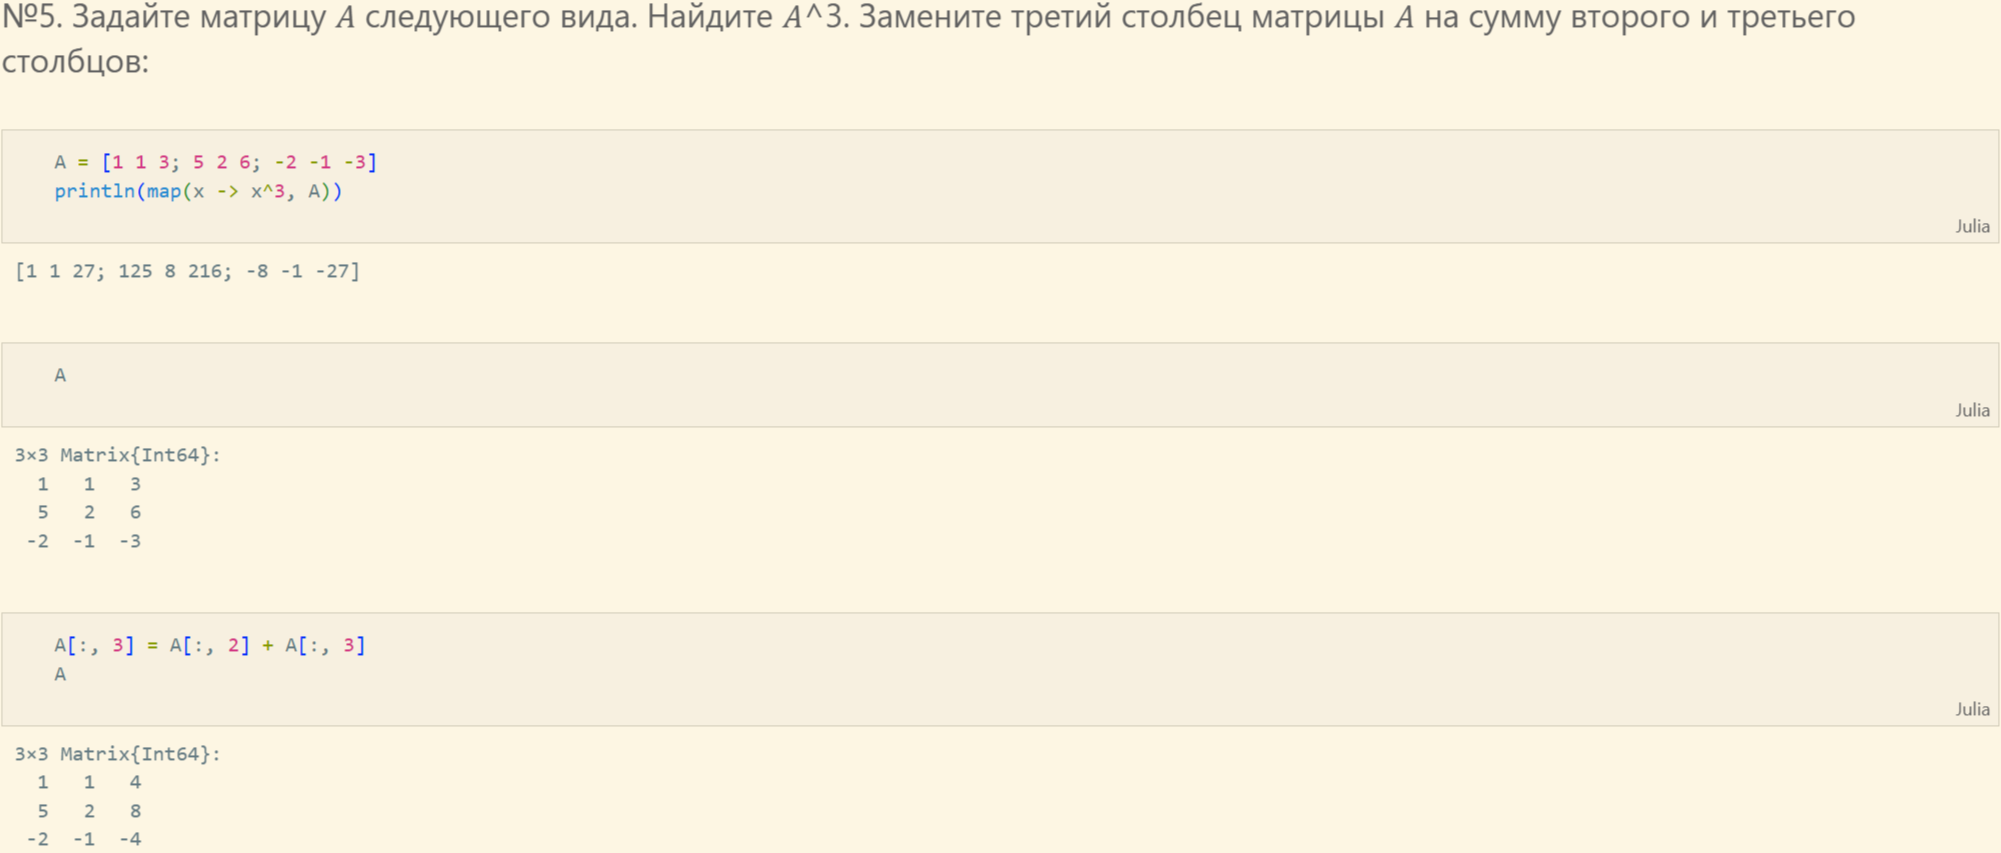 №5. Задайте матрицу A следующего вида. Найдите A^3. Замените третий столбец матрицы A на сумму второго и третьего
столбцов:
A = [1 1 3; 5 2 6; -2 -1 -3]
println(map(x -> x^3, A))
Julia
[1 1 27; 125 8 216; -8 -1 -27]
A
Julia
3×3 Matrix{Int64}:
1 1 3
5 2 6
-2 -1 -3
A[:, 3] = A[:, 2] + A[:, 3]
A
Julia
3×3 Matrix{Int64}:
1 1 4
5 2 8
-2 -1 -4